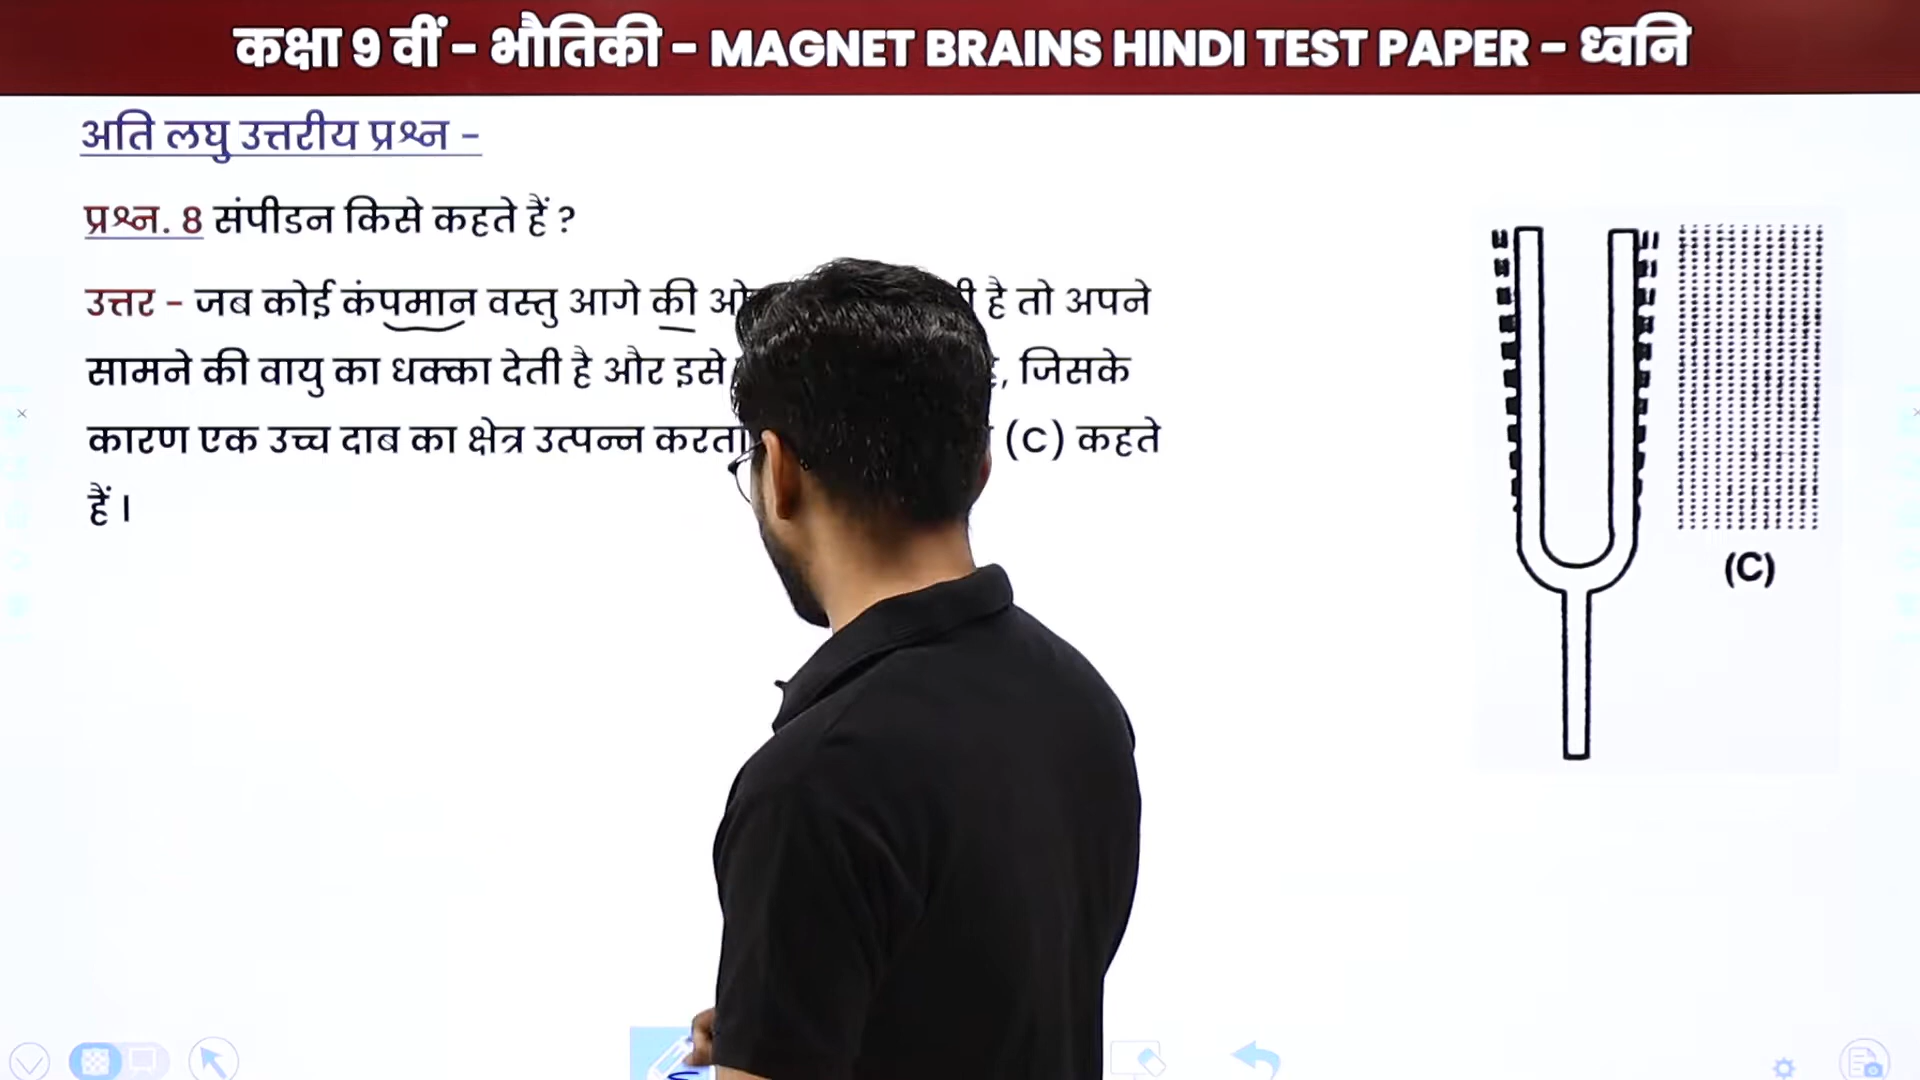 कक्षा 9 वीं - भौतिकी - MAGNET BRAINS HINDI TEST PAPER - ध्वनि
अति लघु उत्तरीय प्रश्न -
प्रश्न. 8 संपीडन किसे कहते हैं ?
उत्तर - जब कोई कंपमान वस्तु आगे की है तो अपने
सामने की वायु का धक्का देती है और इसे , जिसके
कारण एक उच्च दाब का क्षेत्र उत्पन्न करता (C) कहते
हैं ।
(C)